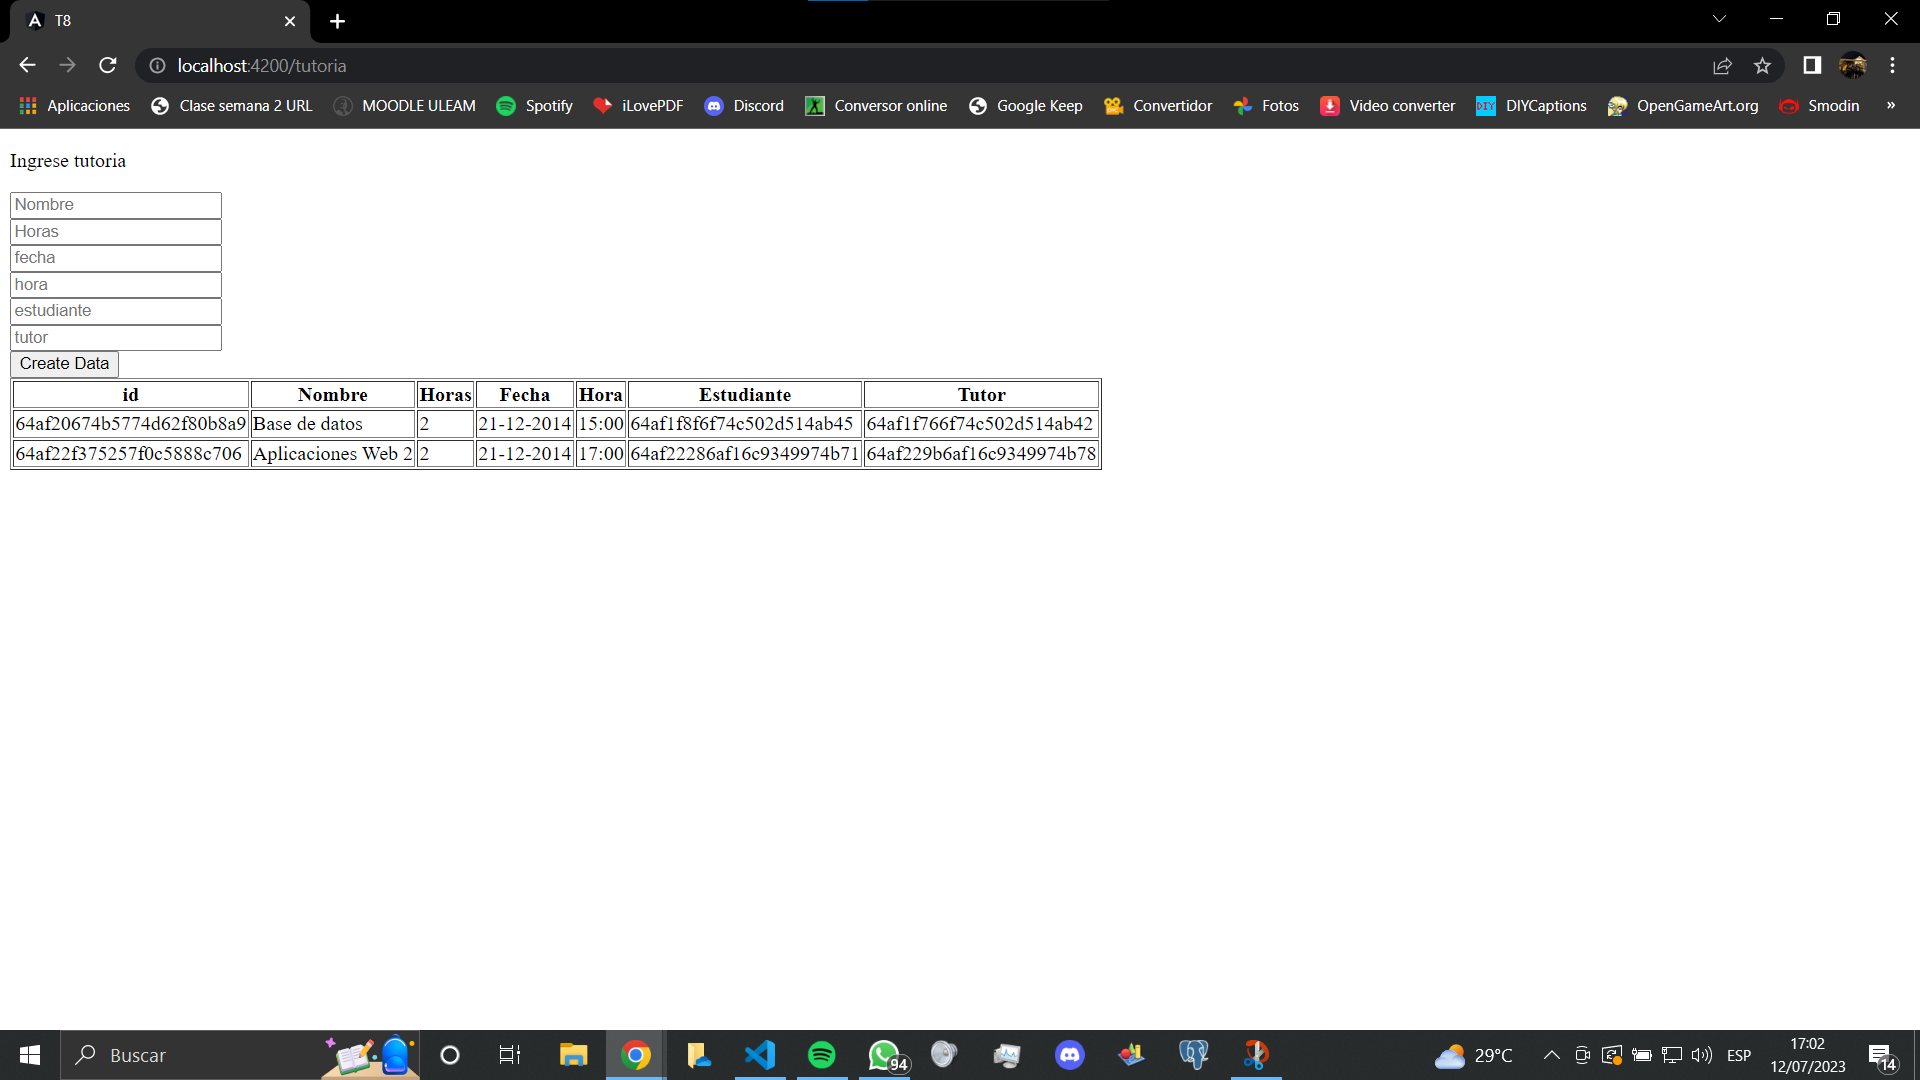 T8
localhost:4200/tutoria
Aplicaciones Clase semana 2 URL MOODLE ULEAM Spotify iLovePDF Discord Conversor online Google Keep Convertidor Fotos Video converter DIY DIYCaptions OpenGameArt.org Smodin »
Ingrese tutoria
Nombre
Horas
fecha
hora
estudiante
tutor
Create Data
id Nombre Horas Fecha Hora Estudiante Tutor
64af20674b5774d62f80b8a9 Base de datos 2 21-12-2014 15:00 64af1f8f6f74c502d514ab45 64af1f766f74c502d514ab42
64af22f375257f0c5888c706 Aplicaciones Web 2 2 21-12-2014 17:00 64af22286af16c9349974b71 64af229b6af16c9349974b78
Buscar 94 29°C ESP 17:02 14
12/07/2023